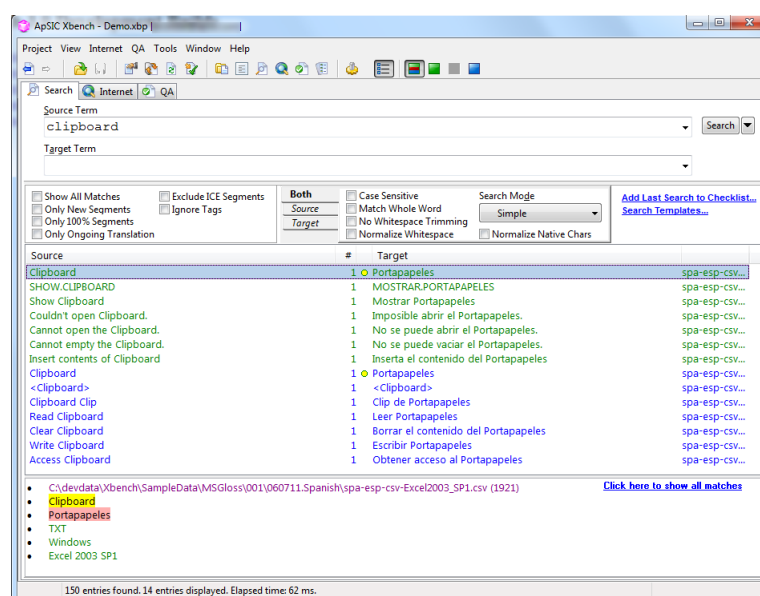 ApSIC Xbench - Demo.xbp |
Project View Internet QA Tools Window Help
Search Internet QA
Source Term
clipboard
Search
Target Term
Show All Matches Exclude ICE Segments Both Case Sensitive Search Mode Add Last Search to Checklist...
Only New Segments Ignore Tags Source Match Whole Word Simple Search Templates...
Only 100% Segments Target No Whitespace Trimming
Only Ongoing Translation Normalize Whitespace Normalize Native Chars
Source # Target
Clipboard 1 Portapapeles spa-esp-csv...
SHOW.CLIPBOARD 1 MOSTRAR.PORTAPAPELES spa-esp-csv...
Show Clipboard 1 Mostrar Portapapeles spa-esp-csv...
Couldn't open Clipboard. 1 Imposible abrir el Portapapeles. spa-esp-csv...
Cannot open the Clipboard. 1 No se puede abrir el Portapapeles. spa-esp-csv...
Cannot empty the Clipboard. 1 No se puede vaciar el Portapapeles. spa-esp-csv...
Insert contents of Clipboard 1 Inserta el contenido del Portapapeles spa-esp-csv...
Clipboard 1 Portapapeles spa-esp-csv...
<Clipboard> 1 <Clipboard> spa-esp-csv...
Clipboard Clip 1 Clip de Portapapeles spa-esp-csv...
Read Clipboard 1 Leer Portapapeles spa-esp-csv...
Clear Clipboard 1 Borrar el contenido del Portapapeles spa-esp-csv...
Write Clipboard 1 Escribir Portapapeles spa-esp-csv...
Access Clipboard 1 Obtener acceso al Portapapeles spa-esp-csv...
C:\devdata\Xbench\SampleData\MSGloss\001\060711.Spanish\spa-esp-csv-Excel2003_SP1.csv (1921) Click here to show all matches
Clipboard
Portapapeles
TXT
Windows
Excel 2003 SP1
150 entries found. 14 entries displayed. Elapsed time: 62 ms.